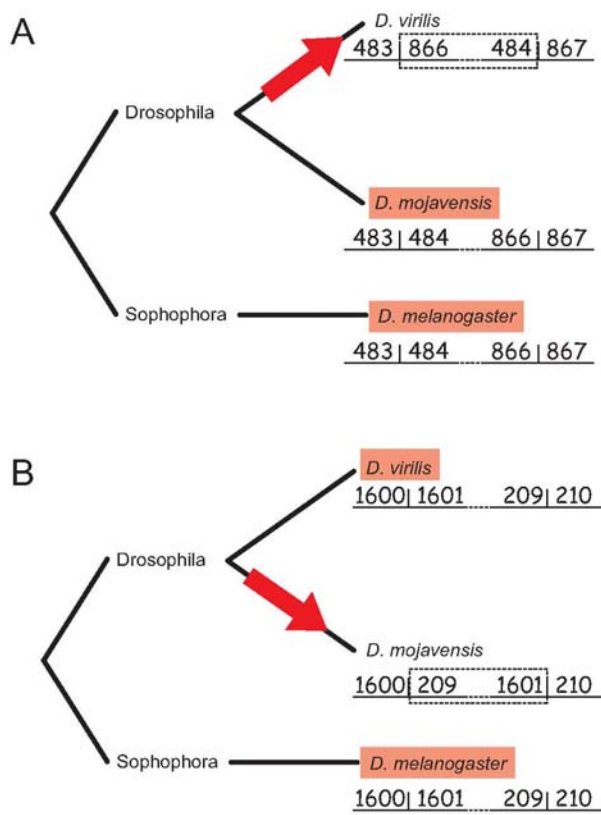 A
D. virilis
483 866 484 867
Drosophila
D. mojavensis
483 484 866 867
Sophophora
D. melanogaster
483 484 866 867
B
D. virilis
1600 1601 209 210
Drosophila
D. mojavensis
1600 209 1601 210
Sophophora
D. melanogaster
1600 1601 209 210